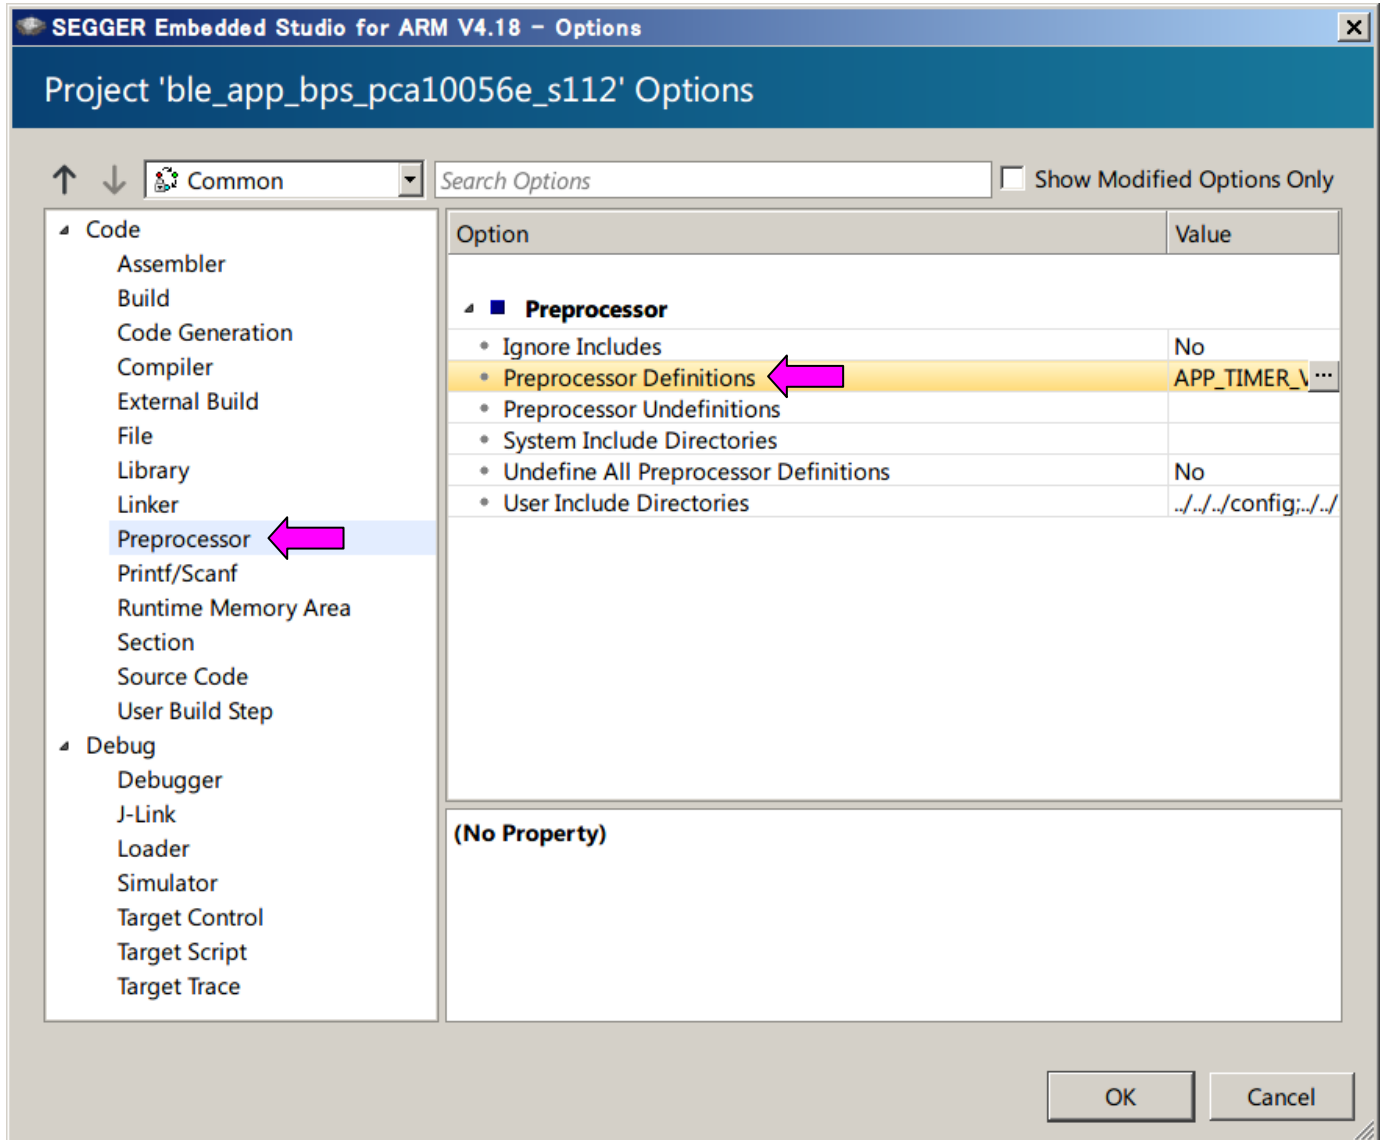 SEGGER Embedded Studio for ARM V4.18 - Options
Project 'ble_app_bps_pca10056e_s112' Options
Common
Search Options
Show Modified Options Only
Code
Assembler
Build
Code Generation
Compiler
External Build
File
Library
Linker
Preprocessor
Printf/Scanf
Runtime Memory Area
Section
Source Code
User Build Step
Debug
Debugger
J-Link
Loader
Simulator
Target Control
Target Script
Target Trace
Option Value
Preprocessor
Ignore Includes No
Preprocessor Definitions APP_TIMER_V ...
Preprocessor Undefinitions
System Include Directories
Undefine All Preprocessor Definitions No
User Include Directories ../../../config;../../
(No Property)
OK Cancel